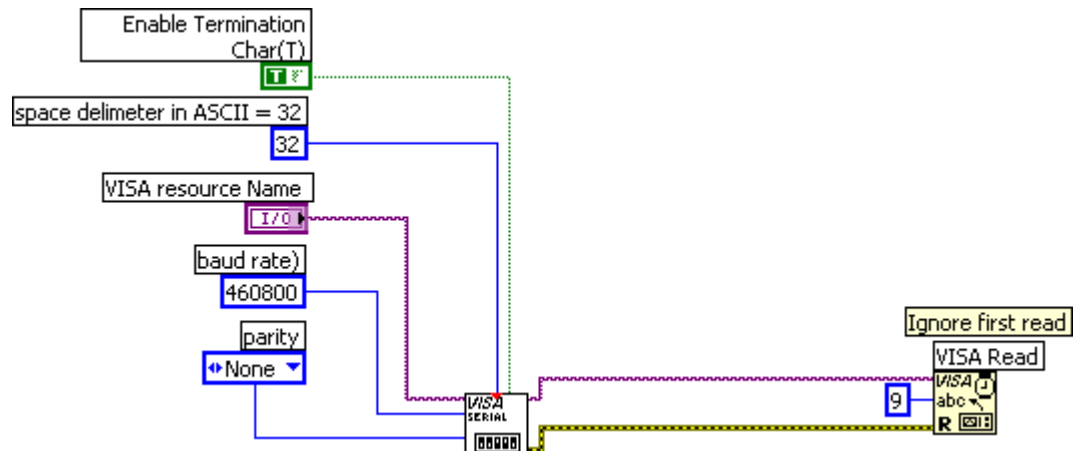 Enable Termination
Char(T)
T
space delimeter in ASCII = 32
32
VISA resource Name
I/O
baud rate)
460800
parity
None
VISA
SERIAL
Ignore first read
VISA Read
VISA
9
abc
R